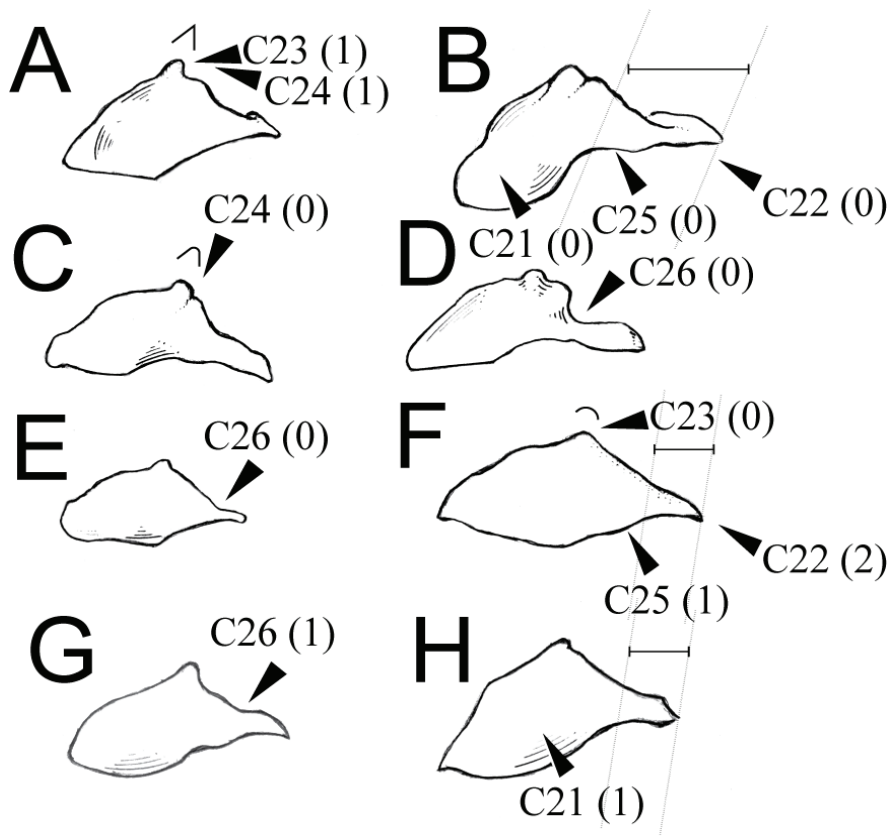 A
C23 (1)
C24 (1)
B
C22 (0)
C25 (0)
C21 (0)
C24 (0)
C
D
C26 (0)
E
C26 (0)
F
C23 (0)
C22 (2)
C25 (1)
G
C26 (1)
H
C21 (1)